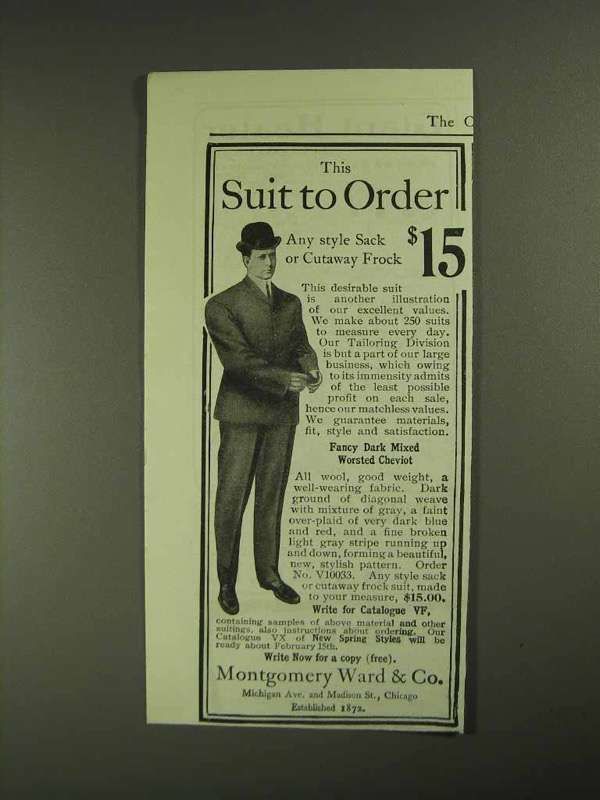 The
This
Suit to Order
Any style Sack
or Cutaway Frock
$15
This desirable suit
is another illustration
of our excellent values.
We make about 250 suits
to measure every day.
Our Tailoring Division
is but a part of our large
business, which owing
to its immensity admits
of the least possible
profit on each sale,
hence our matchless values.
We guarantee materials,
fit, style and satisfaction.
Fancy Dark Mixed
Worsted Cheviot
All wool, good weight, a
well-wearing fabric. Dark
ground of diagonal weave
with mixture of gray, a faint
over-plaid of very dark blue
and red, and a fine broken
light gray stripe running up
and down, forming a beautiful,
new, stylish pattern. Order
No. V10033. Any style sack
or cutaway frock suit, made
to your measure, $15.00.
Write for Catalogue VF,
containing samples of above material and other
suitings, also instructions about ordering. Our
Catalogue VX of New Spring Styles will be
ready about February 15th.
Write Now for a copy (free).
Montgomery Ward & Co.
Michigan Ave. and Madison St., Chicago
Established 1872.